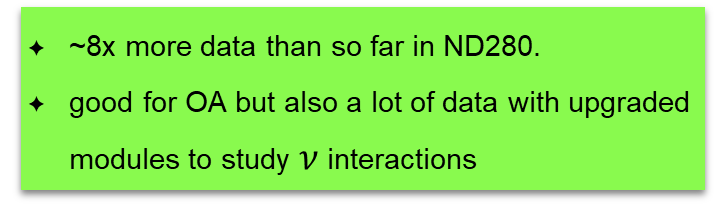 ✦ ~8x more data than so far in ND280.
✦ good for OA but also a lot of data with upgraded
modules to study ν interactions